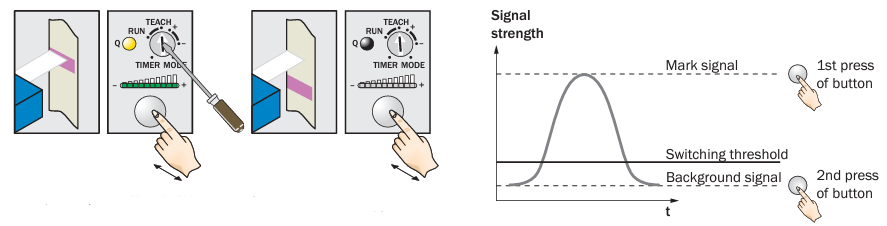 TEACH
RUN
+
Q
-
TIMER MODE
- +
TEACH
RUN
+
Q
-
TIMER MODE
- +
Signal
strength
Mark signal
1st press
of button
Switching threshold
Background signal
2nd press
of button
t